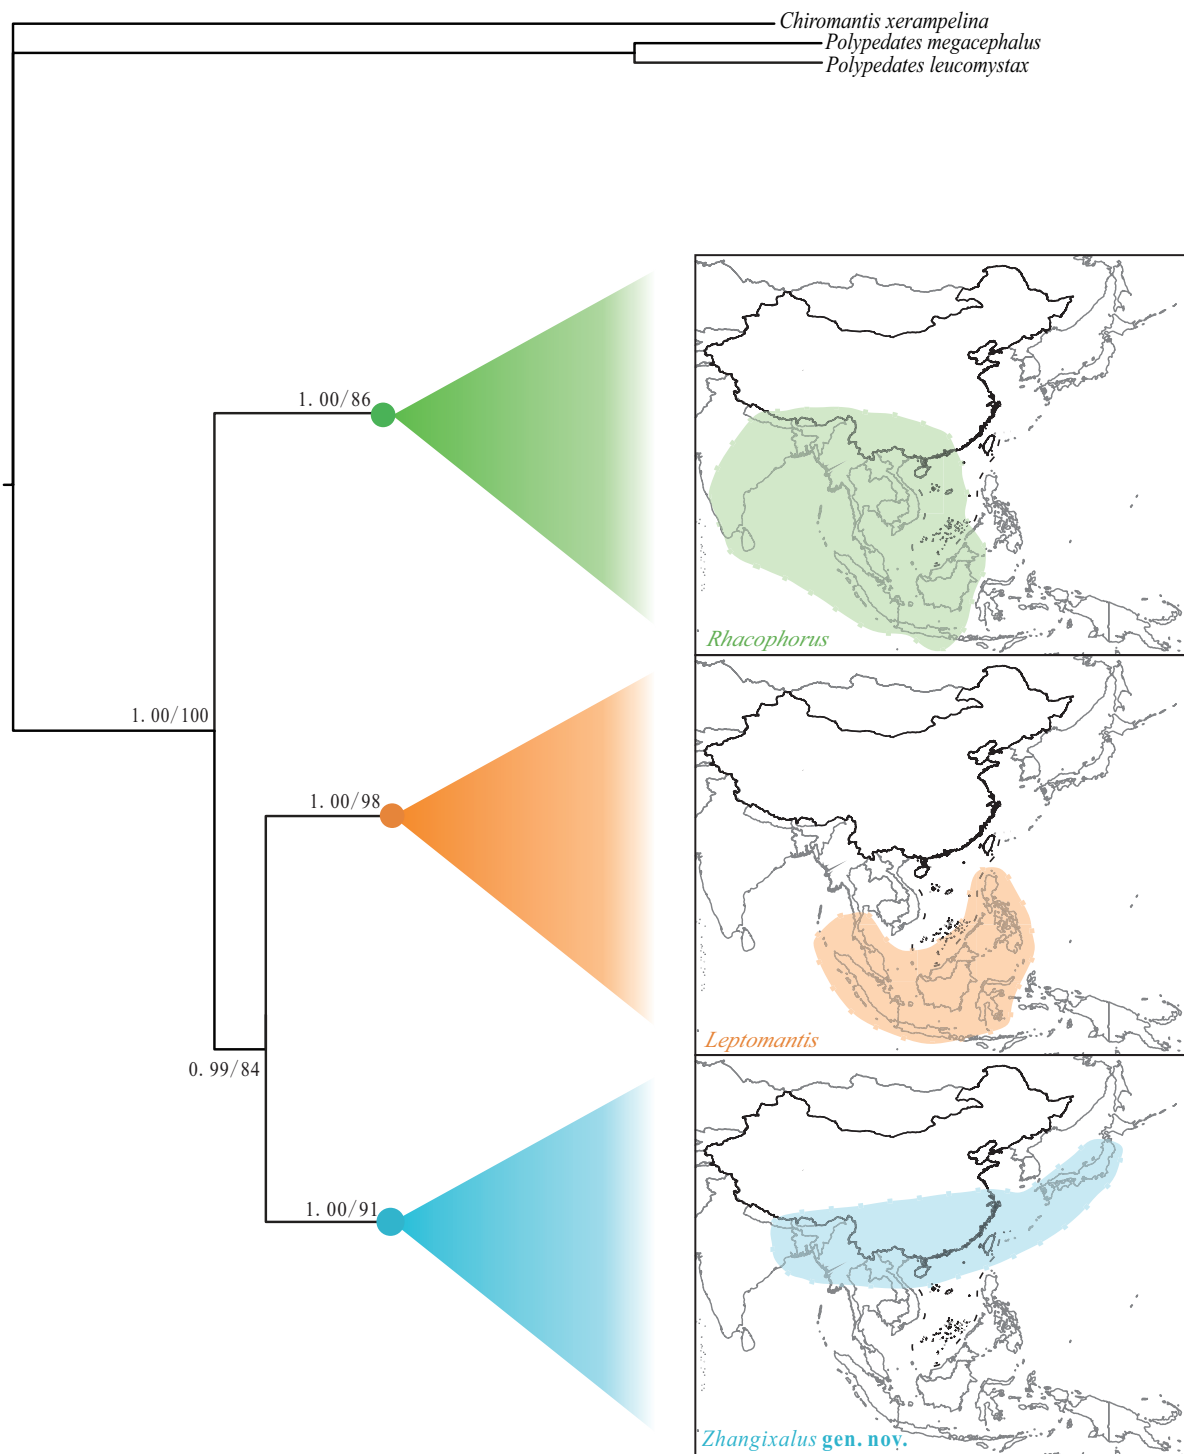 Chiromantis xerampelina
Polypedates megacephalus
Polypedates leucomystax
1.00/86
Rhacophorus
1.00/100
1.00/98
Leptomantis
0.99/84
1.00/91
Zhangixalus gen. nov.